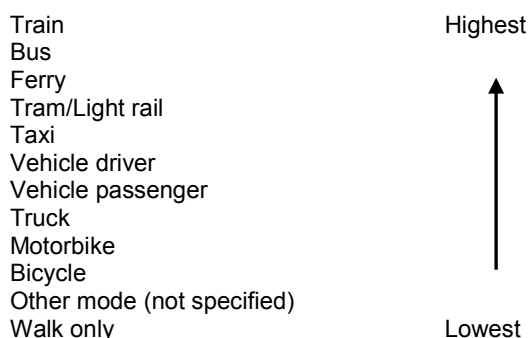 Train Highest
Bus
Ferry
Tram/Light rail
Taxi
Vehicle driver
Vehicle passenger
Truck
Motorbike
Bicycle
Other mode (not specified)
Walk only Lowest